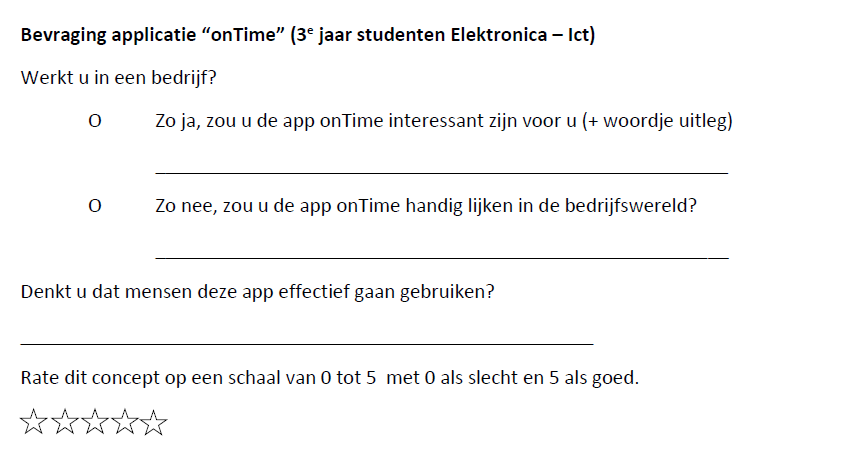 Bevraging applicatie “onTime” (3e jaar studenten Elektronica – Ict)
Werkt u in een bedrijf?
O Zo ja, zou u de app onTime interessant zijn voor u (+ woordje uitleg)
O Zo nee, zou u de app onTime handig lijken in de bedrijfswereld?
Denkt u dat mensen deze app effectief gaan gebruiken?
Rate dit concept op een schaal van 0 tot 5 met 0 als slecht en 5 als goed.